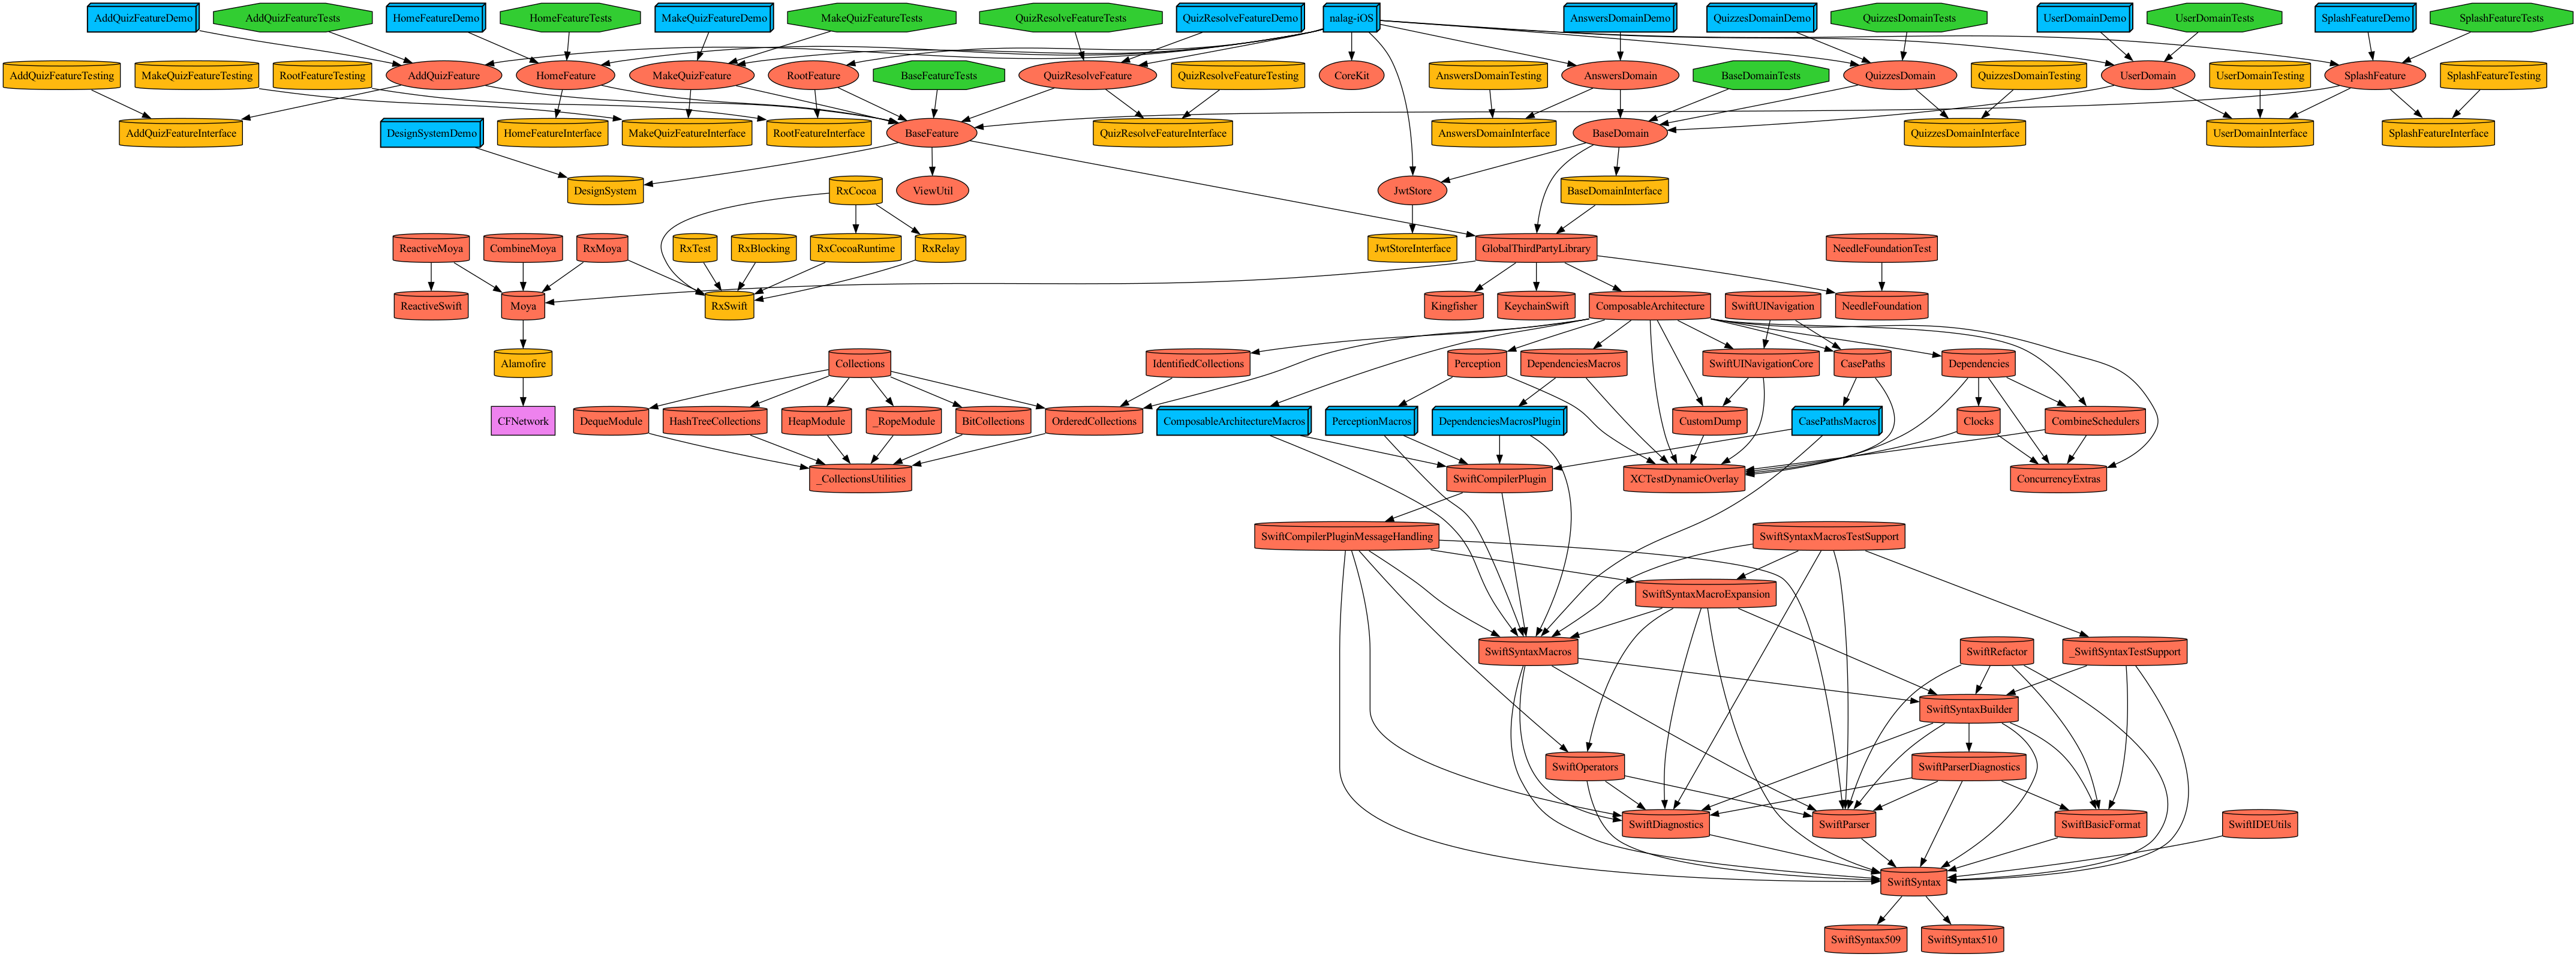 AddQuizFeatureDemo
AddQuizFeatureTests
HomeFeatureDemo
HomeFeatureTests
MakeQuizFeatureDemo
MakeQuizFeatureTests
QuizResolveFeatureTests
QuizResolveFeatureDemo
nalag-iOS
AnswersDomainDemo
QuizzesDomainDemo
QuizzesDomainTests
UserDomainDemo
UserDomainTests
SplashFeatureDemo
SplashFeatureTests
AddQuizFeatureTesting
MakeQuizFeatureTesting
RootFeatureTesting
AddQuizFeature
HomeFeature
MakeQuizFeature
RootFeature
BaseFeatureTests
QuizResolveFeature
QuizResolveFeatureTesting
CoreKit
AnswersDomainTesting
AnswersDomain
BaseDomainTests
QuizzesDomain
QuizzesDomainTesting
UserDomain
UserDomainTesting
SplashFeature
SplashFeatureTesting
AddQuizFeatureInterface
DesignSystemDemo
HomeFeatureInterface
MakeQuizFeatureInterface
RootFeatureInterface
BaseFeature
QuizResolveFeatureInterface
AnswersDomainInterface
BaseDomain
QuizzesDomainInterface
UserDomainInterface
SplashFeatureInterface
DesignSystem
RxCocoa
ViewUtil
JwtStore
BaseDomainInterface
ReactiveMoya
CombineMoya
RxMoya
RxTest
RxBlocking
RxCocoaRuntime
RxRelay
JwtStoreInterface
GlobalThirdPartyLibrary
NeedleFoundationTest
ReactiveSwift
Moya
RxSwift
Kingfisher
KeychainSwift
ComposableArchitecture
SwiftUINavigation
NeedleFoundation
Alamofire
Collections
IdentifiedCollections
Perception
DependenciesMacros
SwiftUINavigationCore
CasePaths
Dependencies
CFNetwork
DequeModule
HashTreeCollections
HeapModule
_RopeModule
BitCollections
OrderedCollections
ComposableArchitectureMacros
PerceptionMacros
DependenciesMacrosPlugin
CustomDump
CasePathsMacros
Clocks
CombineSchedulers
_CollectionsUtilities
SwiftCompilerPlugin
XCTestDynamicOverlay
ConcurrencyExtras
SwiftCompilerPluginMessageHandling
SwiftSyntaxMacrosTestSupport
SwiftSyntaxMacroExpansion
SwiftSyntaxMacros
SwiftRefactor
_SwiftSyntaxTestSupport
SwiftSyntaxBuilder
SwiftOperators
SwiftParserDiagnostics
SwiftDiagnostics
SwiftParser
SwiftBasicFormat
SwiftIDEUtils
SwiftSyntax
SwiftSyntax509
SwiftSyntax510